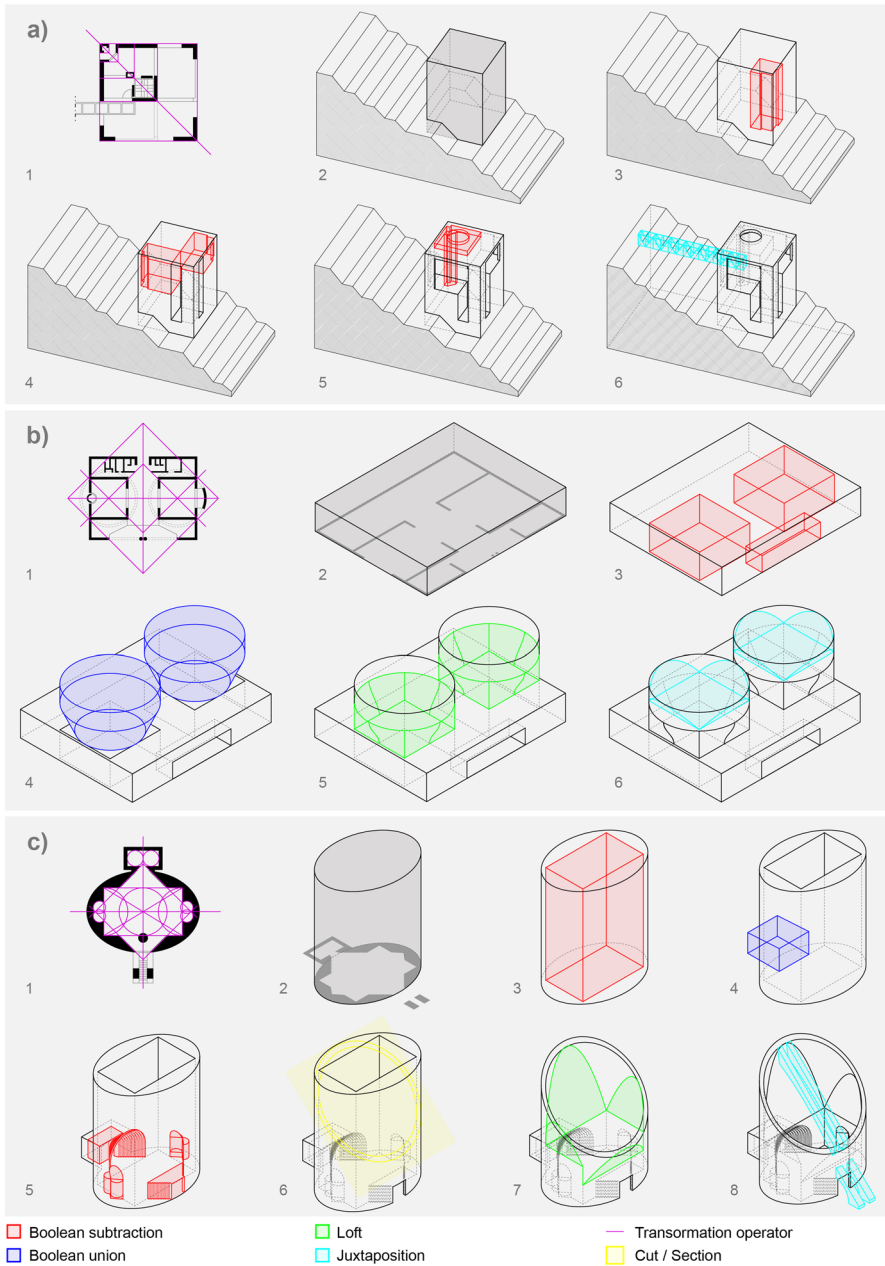 a)
1
2
3
4
5
6
b)
1
2
3
4
5
6
c)
1
2
3
4
5
6
7
8
Boolean subtraction
Loft
Transormation operator
Boolean union
Juxtaposition
Cut / Section